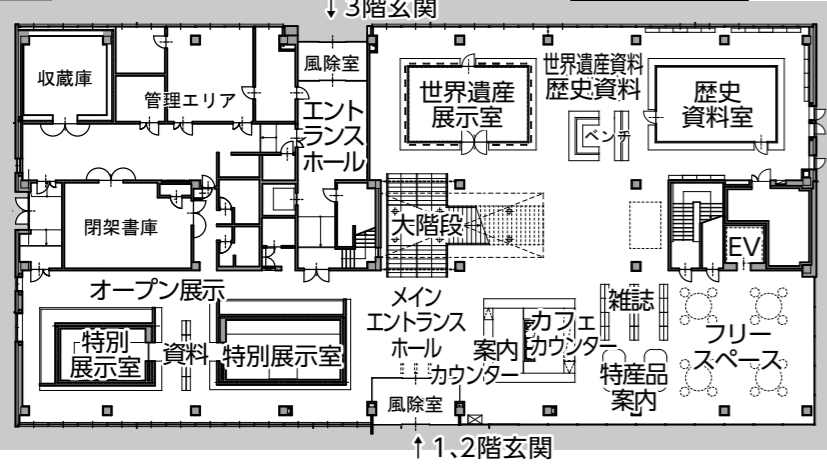 ↓3階玄関
収蔵庫
管理エリア
風除室
エント
ランス
ホール
世界遺産
展示室
世界遺産資料
歴史資料
ベンチ
歴史
資料室
閉架書庫
大階段
EV
オープン展示
特別
展示室
資料
特別展示室
メイン
エントランス
ホール
案内
カウンター
カフェ
カウンター
雑誌
特産品
案内
フリー
スペース
風除室
↑1、2階玄関